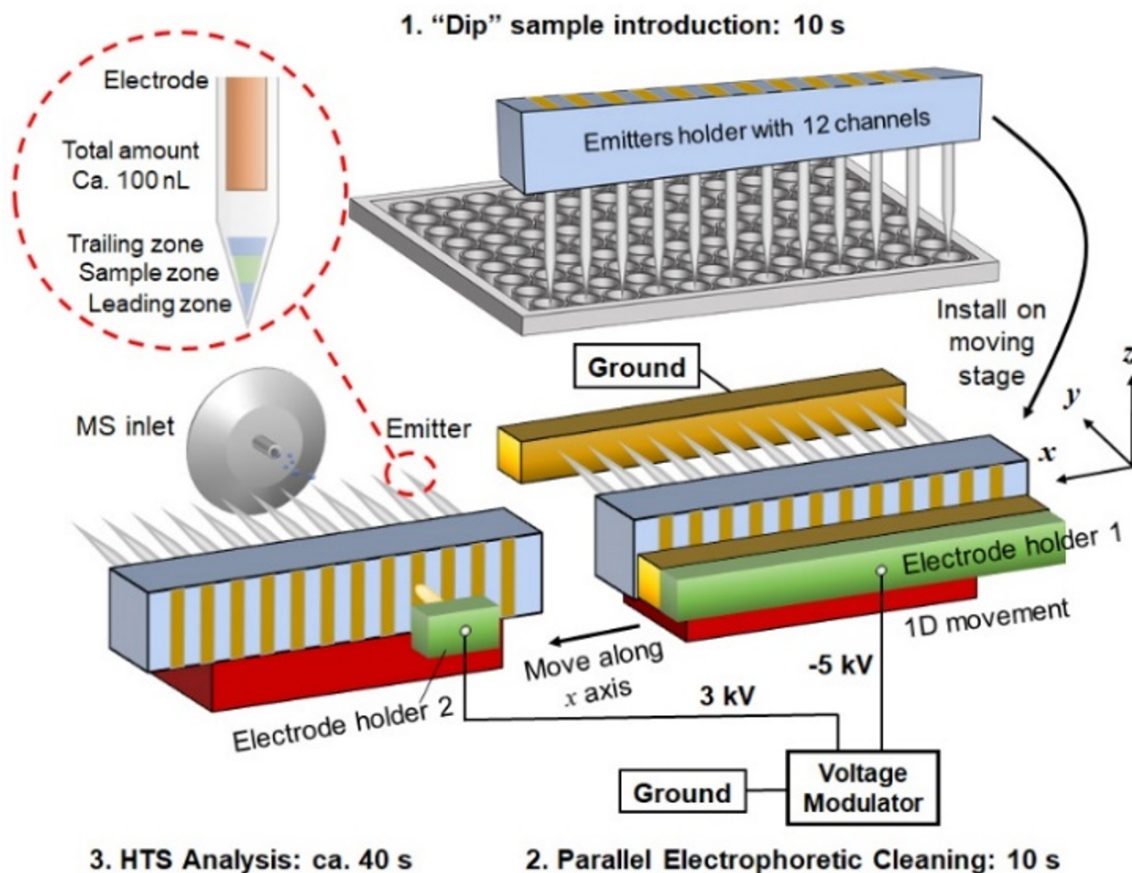 1. “Dip” sample introduction: 10 s
Electrode
Total amount
Ca. 100 nL
Trailing zone
Sample zone
Leading zone
Emitters holder with 12 channels
Install on
moving
stage
Ground
z
y
x
MS inlet
Emitter
Electrode holder 1
1D movement
-5 kV
Move along
x axis
3 kV
Electrode holder 2
Ground
Voltage
Modulator
3. HTS Analysis: ca. 40 s
2. Parallel Electrophoretic Cleaning: 10 s